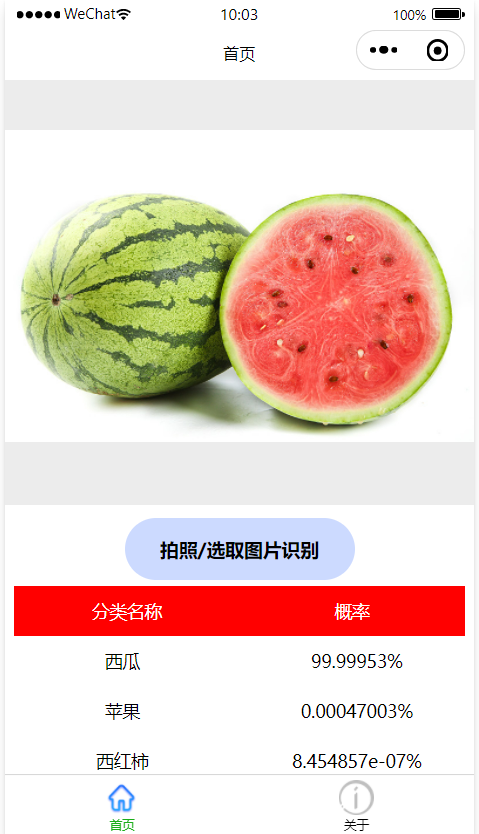 WeChat 10:03 100%
首页
拍照/选取图片识别
分类名称 概率
西瓜 99.99953%
苹果 0.00047003%
西红柿 8.454857e-07%
首页 关于